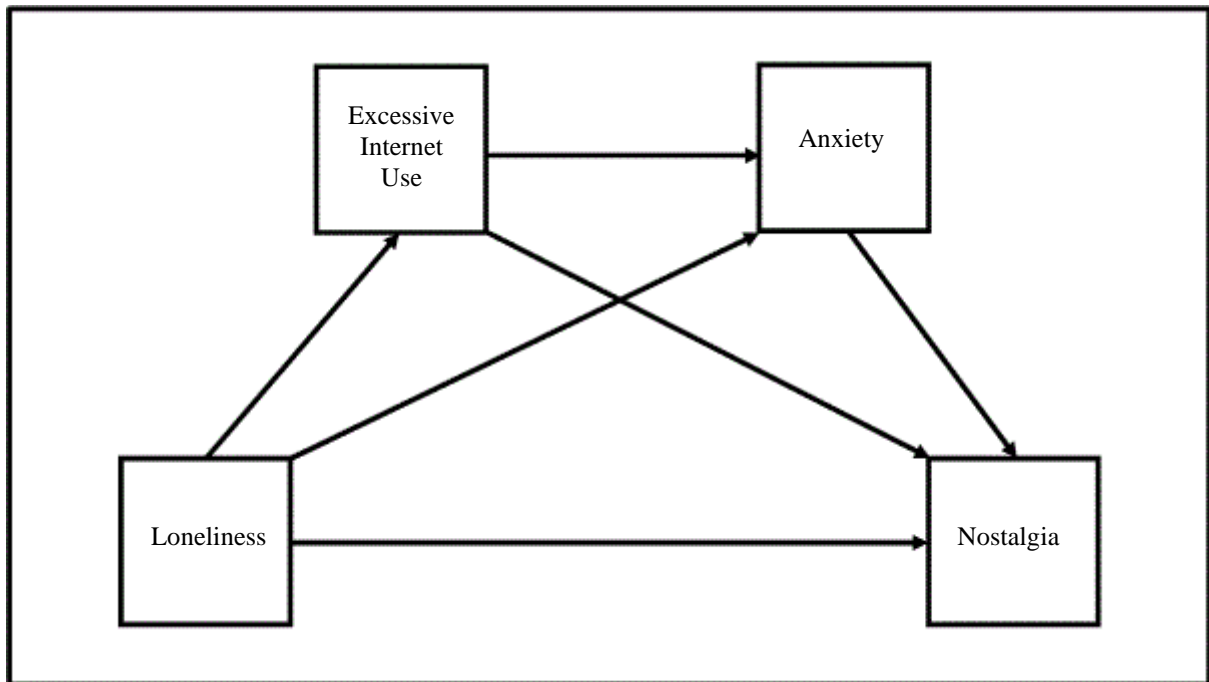 Excessive
Internet
Use
Anxiety
Loneliness
Nostalgia